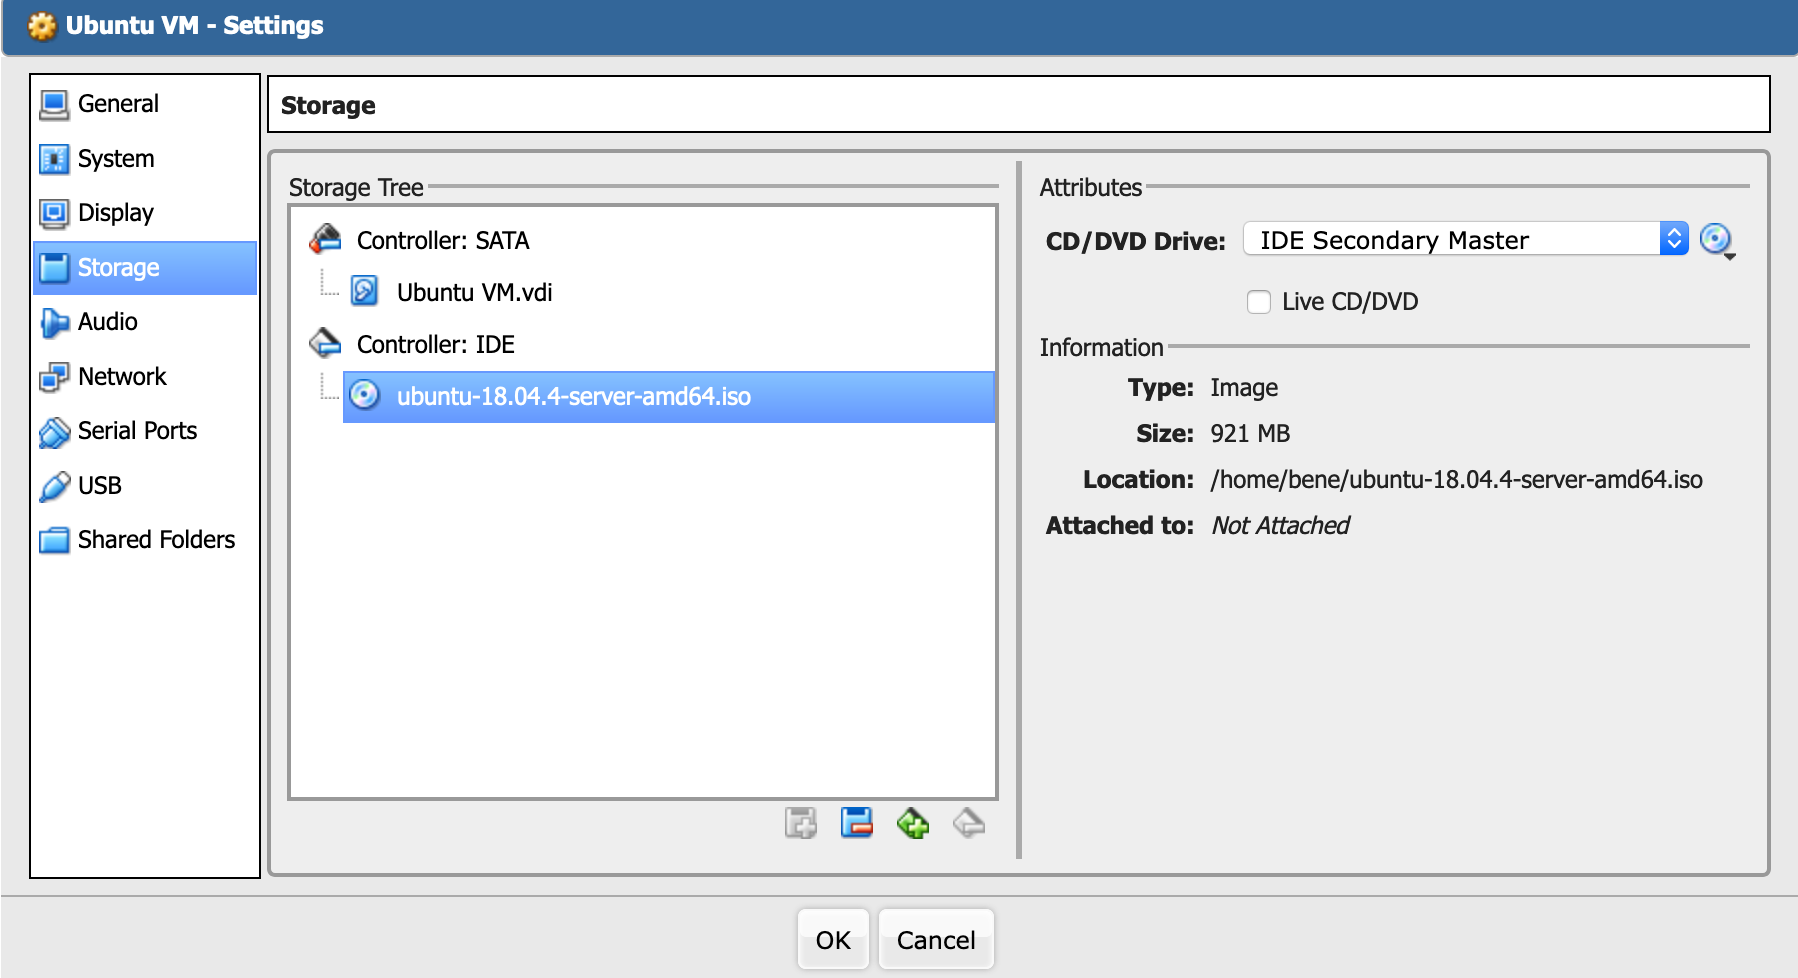 Ubuntu VM - Settings
General
System
Display
Storage
Audio
Network
Serial Ports
USB
Shared Folders
Storage
Storage Tree
Controller: SATA
Ubuntu VM.vdi
Controller: IDE
ubuntu-18.04.4-server-amd64.iso
Attributes
CD/DVD Drive: IDE Secondary Master
Live CD/DVD
Information
Type: Image
Size: 921 MB
Location: /home/bene/ubuntu-18.04.4-server-amd64.iso
Attached to: Not Attached
OK Cancel